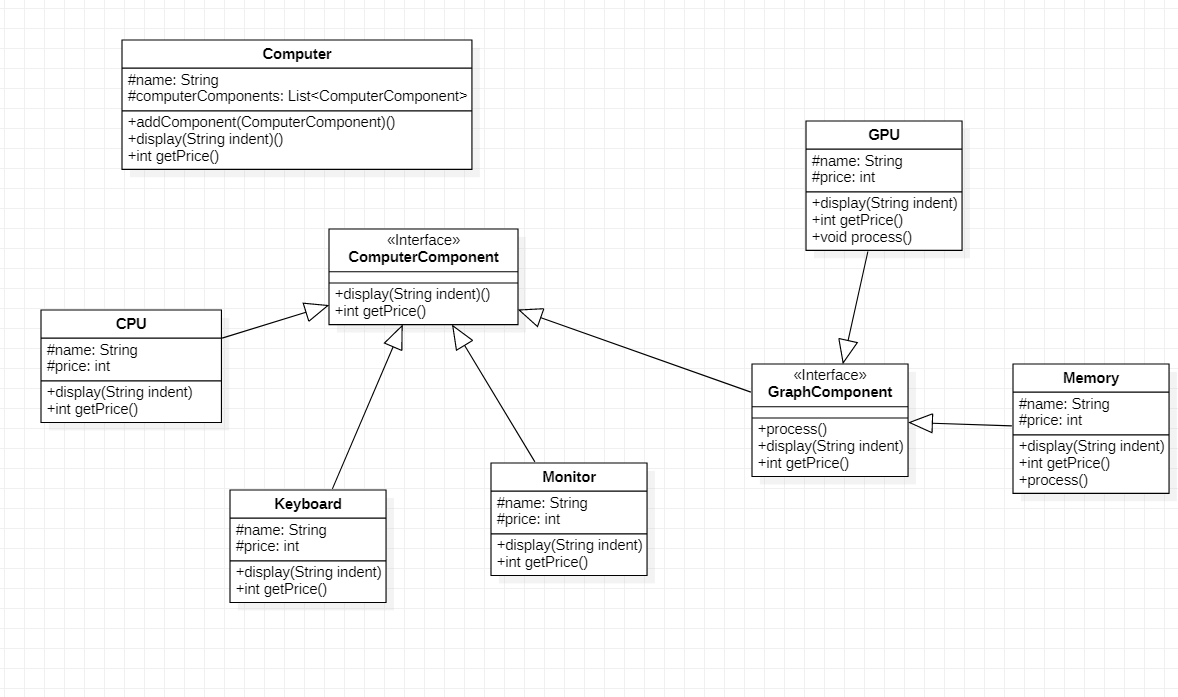 Computer
#name: String
#computerComponents: List<ComputerComponent>
+addComponent(ComputerComponent)()
+display(String indent)()
+int getPrice()
GPU
#name: String
#price: int
+display(String indent)
+int getPrice()
+void process()
«Interface»
ComputerComponent
+display(String indent)()
+int getPrice()
CPU
#name: String
#price: int
+display(String indent)
+int getPrice()
«Interface»
GraphComponent
+process()
+display(String indent)
+int getPrice()
Memory
#name: String
#price: int
+display(String indent)
+int getPrice()
+process()
Monitor
#name: String
#price: int
+display(String indent)
+int getPrice()
Keyboard
#name: String
#price: int
+display(String indent)
+int getPrice()